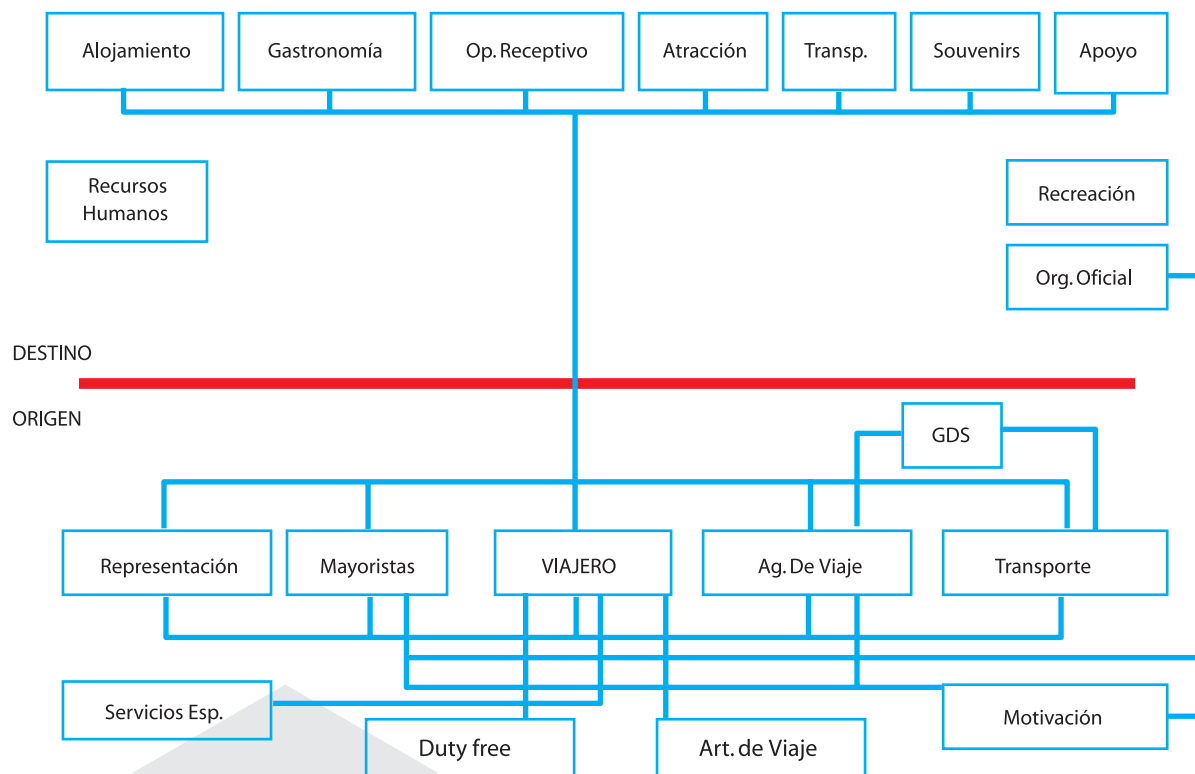 Alojamiento
Gastronomía
Op. Receptivo
Atracción
Transp.
Souvenirs
Apoyo
Recursos
Humanos
Recreación
Org. Oficial
DESTINO
ORIGEN
GDS
Representación
Mayoristas
VIAJERO
Ag. De Viaje
Transporte
Servicios Esp.
Motivación
Duty free
Art. de Viaje